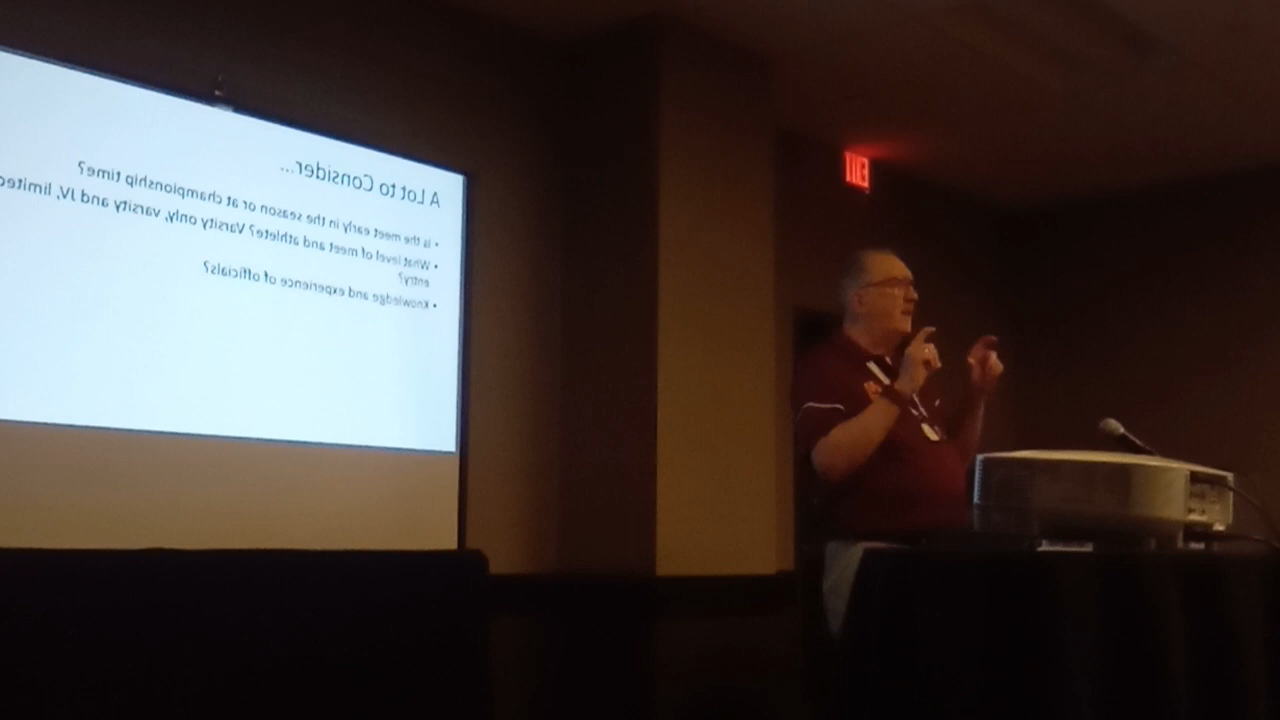 A Lot to Consider...
• Is the meet early in the season or at championship time?
• What level of meet and athlete? Varsity only, varsity and JV, limited
entry?
• Knowledge and experience of officials?
EXIT